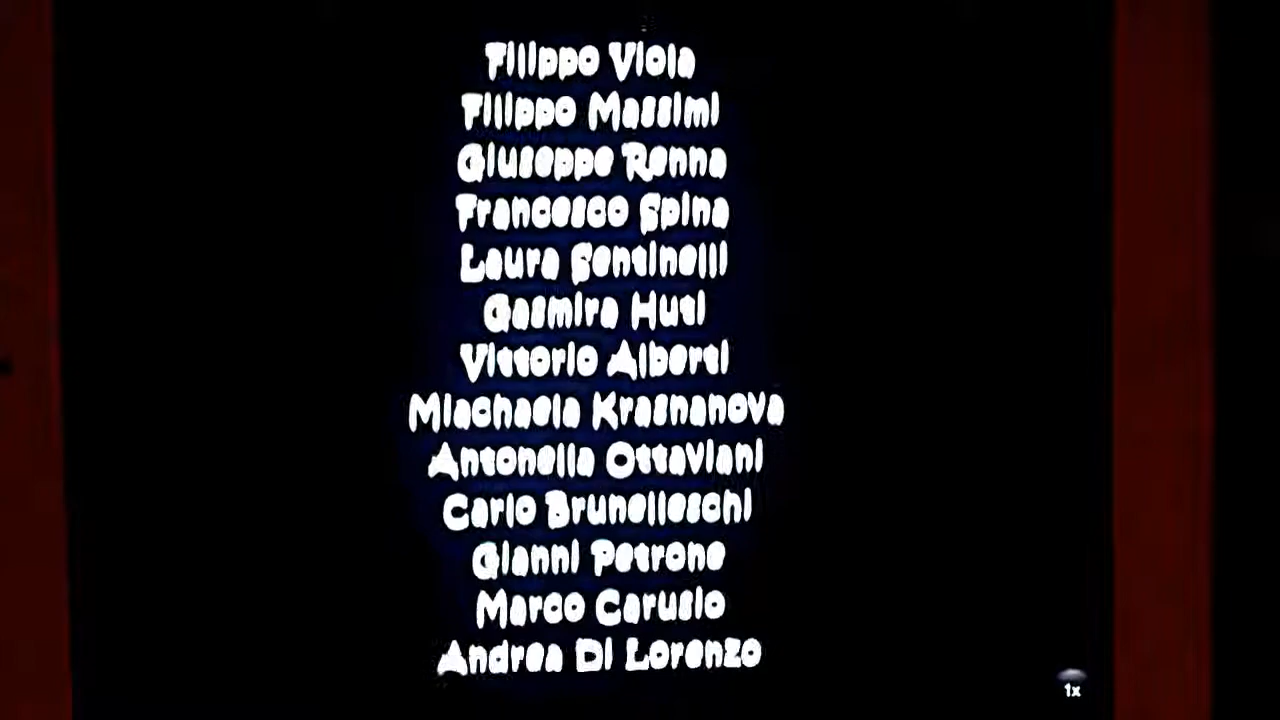 Filippo Viola
Filippo Massimi
Giuseppe Renna
Francesco Spina
Laura Sentinelli
Gasmira Huti
Vittorio Alberti
Miachaela Krasnanova
Antonella Ottaviani
Carlo Brunelleschi
Gianni Petrone
Marco Carusio
Andrea Di Lorenzo
1x